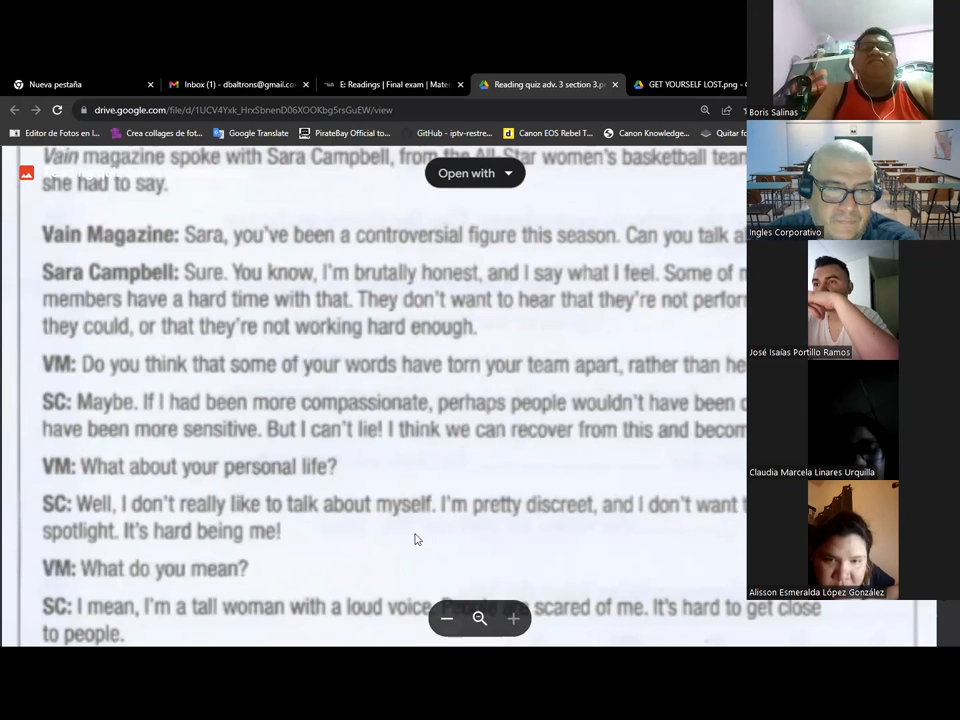 Nueva pestaña
Inbox (1) - dbaltrons@gmail.co
E: Readings | Final exam | Mate
Reading quiz adv. 3 section 3.p
GET YOURSELF LOST.png -
drive.google.com/file/d/1UCV4Yxk_HrxSbnenD06XOOKbg5rsGuEW/view
Editor de Fotos en l...
Crea collages de fot...
Google Translate
PirateBay Official to...
GitHub - iptv-restre...
Canon EOS Rebel T...
Canon Knowledge...
Quitar fo
Vain magazine spoke with Sara Campbell, from the All-Star women's basketball team
she had to say.
Open with
Vain Magazine: Sara, you've been a controversial figure this season. Can you talk a
Sara Campbell: Sure. You know, I'm brutally honest, and I say what I feel. Some of
members have a hard time with that. They don't want to hear that they're not perfor
they could, or that they're not working hard enough.
VM: Do you think that some of your words have torn your team apart, rather than he
SC: Maybe. If I had been more compassionate, perhaps people wouldn't have been
have been more sensitive. But I can't lie! I think we can recover from this and becom
VM: What about your personal life?
SC: Well, I don't really like to talk about myself. I'm pretty discreet, and I don't want
spotlight. It's hard being me!
VM: What do you mean?
SC: I mean, I'm a tall woman with a loud voice. People are scared of me. It's hard to get close
to people.
Boris Salinas
Ingles Corporativo
José Isaías Portillo Ramos
Claudia Marcela Linares Urquilla
Alisson Esmeralda López González